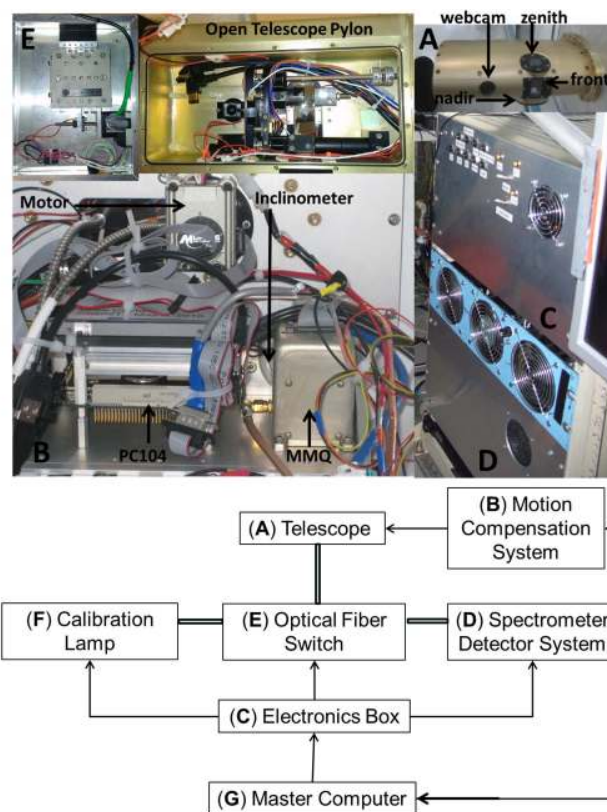 E
Open Telescope Pylon
A
webcam
zenith
front
nadir
Motor
Inclinometer
C
B
PC104
MMQ
D
(B) Motion
Compensation
System
(A) Telescope
(F) Calibration
Lamp
(E) Optical Fiber
Switch
(D) Spectrometer
Detector System
(C) Electronics Box
(G) Master Computer